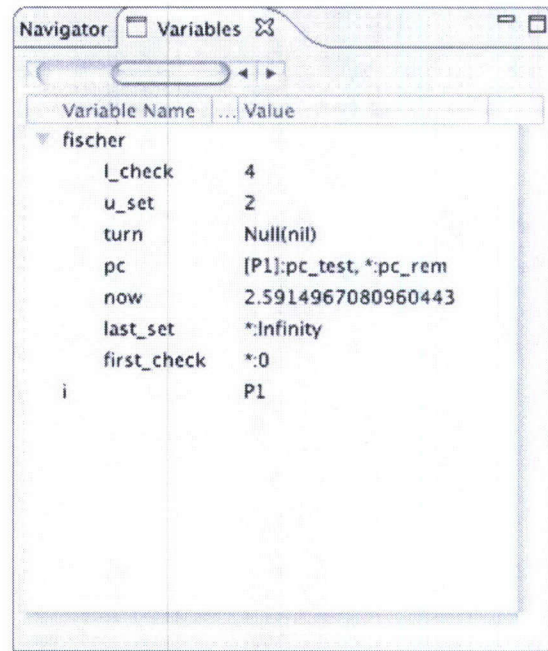 Navigator Variables
Variable Name ... Value
fischer
l_check 4
u_set 2
turn Null(nil)
pc [P1]:pc_test, *:pc_rem
now 2.5914967080960443
last_set *:Infinity
first_check *:0
i P1